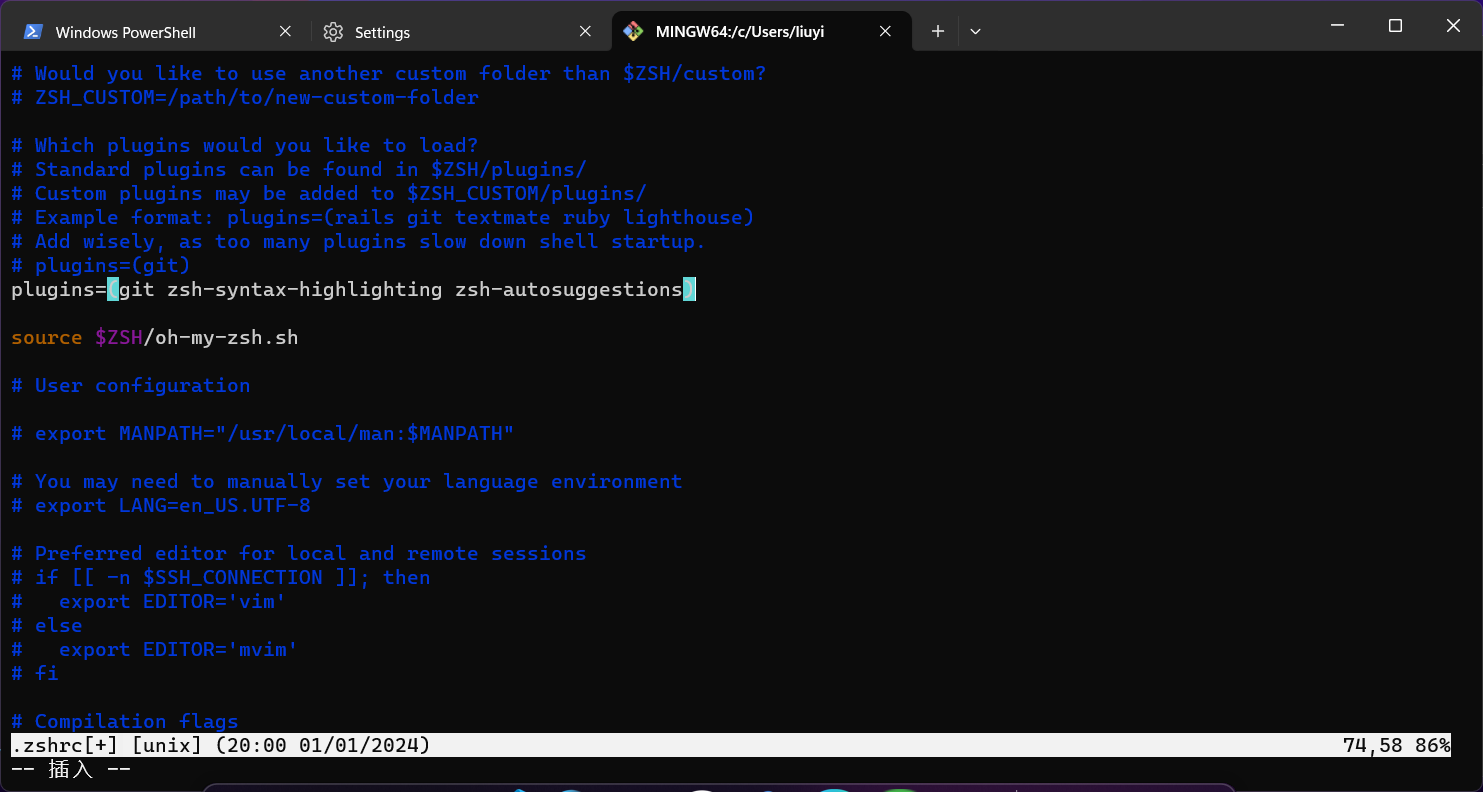 Windows PowerShell
Settings
MINGW64:/c/Users/liuyi
# Would you like to use another custom folder than $ZSH/custom?
# ZSH_CUSTOM=/path/to/new-custom-folder
# Which plugins would you like to load?
# Standard plugins can be found in $ZSH/plugins/
# Custom plugins may be added to $ZSH_CUSTOM/plugins/
# Example format: plugins=(rails git textmate ruby lighthouse)
# Add wisely, as too many plugins slow down shell startup.
# plugins=(git)
plugins=(git zsh-syntax-highlighting zsh-autosuggestions)
source $ZSH/oh-my-zsh.sh
# User configuration
# export MANPATH="/usr/local/man:$MANPATH"
# You may need to manually set your language environment
# export LANG=en_US.UTF-8
# Preferred editor for local and remote sessions
# if [[ -n $SSH_CONNECTION ]]; then
#   export EDITOR='vim'
# else
#   export EDITOR='mvim'
# fi
# Compilation flags
.zshrc[+] [unix] (20:00 01/01/2024) 74,58 86%
-- 插入 --